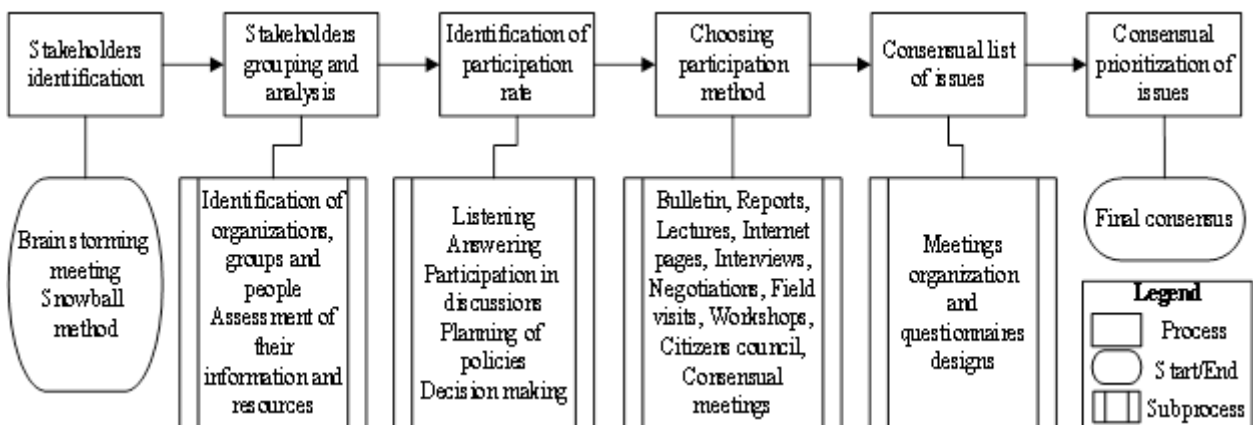 Stakeholders
identification
Stakeholders
grouping and
analysis
Identification of
participation
rate
Choosing
participation
method
Consensual list
of issues
Consensual
prioritization of
issues
Brain storming
meeting
Snowball
method
Identification of
organizations,
groups and
people
Assessment of
their
information and
resources
Listening
Answering
Participation in
discussions
Planning of
policies
Decision making
Bulletin, Reports,
Lectures, Internet
pages, Interviews,
Negotiations, Field
visits, Workshops,
Citizens council,
Consensual
meetings
Meetings
organization
and
questionnaires
designs
Final consensus
Legend
Process
Start/End
Subprocess